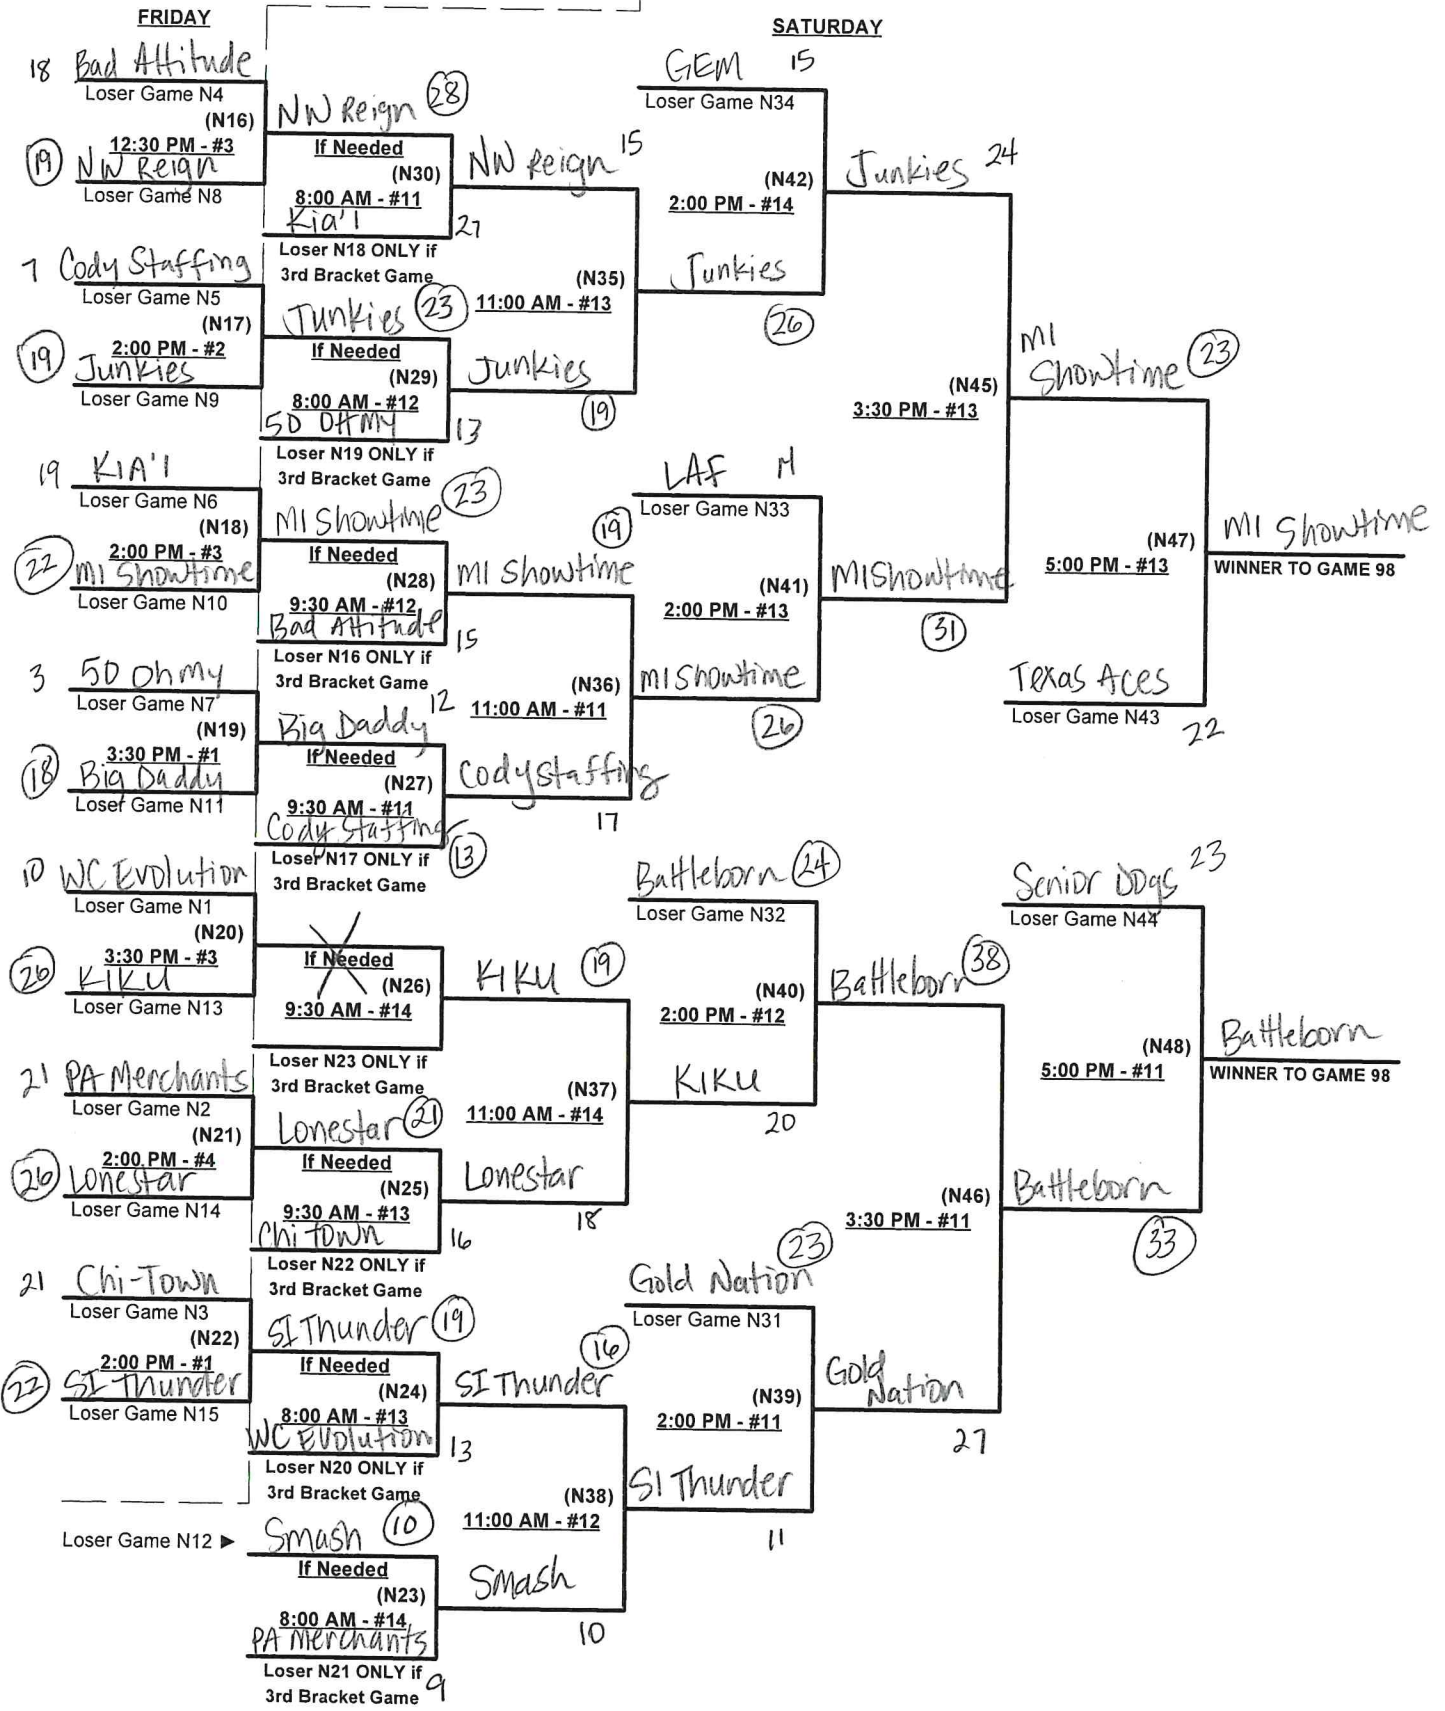 FRIDAY
SATURDAY
18 Bad Attitude
Loser Game N4
(N16)
12:30 PM - #3
19 NW Reign
Loser Game N8
7 Cody Staffing
Loser Game N5
(N17)
2:00 PM - #2
19 Junkies
Loser Game N9
19 KIA'I
Loser Game N6
(N18)
2:00 PM - #3
22 MI Showtime
Loser Game N10
3 50 Ohmy
Loser Game N7
(N19)
3:30 PM - #1
18 Big Daddy
Loser Game N11
10 WC Evolution
Loser Game N1
(N20)
3:30 PM - #3
26 KIKU
Loser Game N13
21 PA Merchants
Loser Game N2
(N21)
2:00 PM - #4
26 Lonestar
Loser Game N14
21 Chi-Town
Loser Game N3
(N22)
2:00 PM - #1
22 SI Thunder
Loser Game N15
Loser Game N12 ►
NW Reign 28
If Needed
(N30)
8:00 AM - #11
Kia'I 27
Loser N18 ONLY if
3rd Bracket Game
Junkies 23
If Needed
(N29)
8:00 AM - #12
50 OHMY 13
Loser N19 ONLY if
3rd Bracket Game
MI Showtime 23
If Needed
(N28)
9:30 AM - #12
Bad Attitude 15
Loser N16 ONLY if
3rd Bracket Game
Big Daddy 12
If Needed
(N27)
9:30 AM - #11
Cody Staffing 13
Loser N17 ONLY if
3rd Bracket Game
If Needed
(N26)
9:30 AM - #14
Loser N23 ONLY if
3rd Bracket Game
Lonestar 21
If Needed
(N25)
9:30 AM - #13
Chi town 16
Loser N22 ONLY if
3rd Bracket Game
SI Thunder 19
If Needed
(N24)
8:00 AM - #13
WC Evolution 13
Loser N20 ONLY if
3rd Bracket Game
Smash 10
If Needed
(N23)
8:00 AM - #14
PA Merchants
Loser N21 ONLY if
3rd Bracket Game 9
NW Reign 15
(N35)
11:00 AM - #13
Junkies
19
19
MI Showtime
(N36)
11:00 AM - #11
Cody Staffing
17
KIKU 19
(N37)
11:00 AM - #14
Lonestar
18
16
SI Thunder
(N38)
11:00 AM - #12
Smash
10
GEM 15
Loser Game N34
(N42)
2:00 PM - #14
Junkies
26
LAF
Loser Game N33
(N41)
2:00 PM - #13
MI Showtime
26
Battleborn 24
Loser Game N32
(N40)
2:00 PM - #12
KIKU
20
23
Gold Nation
Loser Game N31
(N39)
2:00 PM - #11
SI Thunder
11
Junkies 24
(N45)
3:30 PM - #13
MI Showtime
31
Battleborn 38
(N46)
3:30 PM - #11
Gold
Nation
27
MI
Showtime 23
(N47)
5:00 PM - #13
Texas Aces
Loser Game N43
22
Senior Dogs 23
Loser Game N44
(N48)
5:00 PM - #11
Battleborn
33
MI Showtime
WINNER TO GAME 98
Battleborn
WINNER TO GAME 98